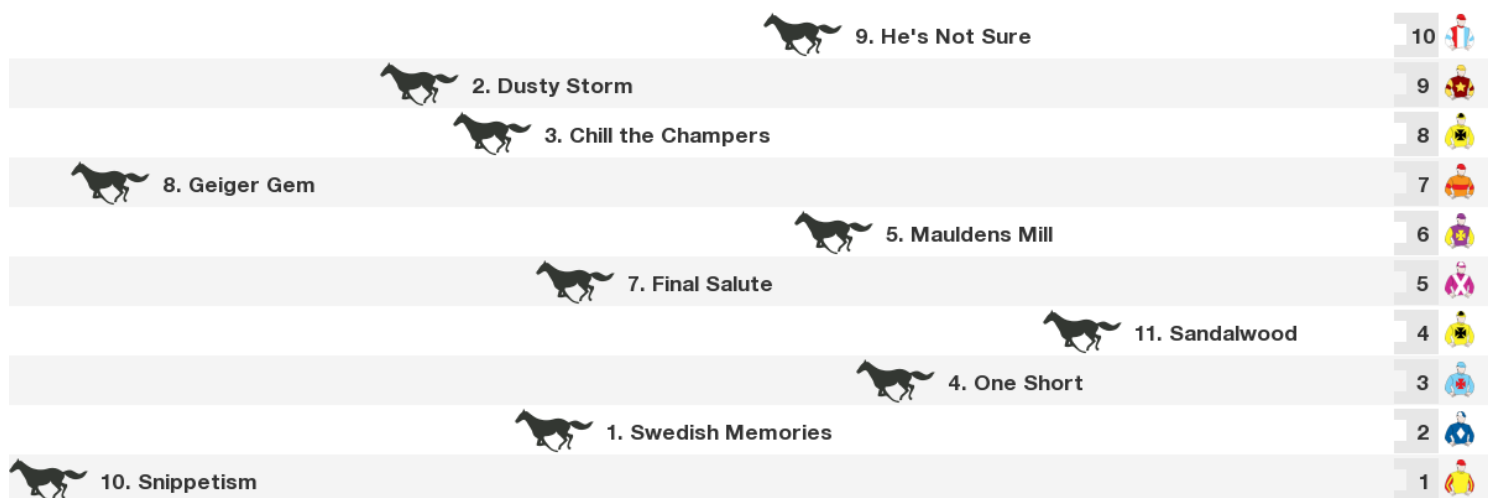 9. He's Not Sure 10
2. Dusty Storm 9
3. Chill the Champers 8
8. Geiger Gem 7
5. Mauldens Mill 6
7. Final Salute 5
11. Sandalwood 4
4. One Short 3
1. Swedish Memories 2
10. Snippetism 1